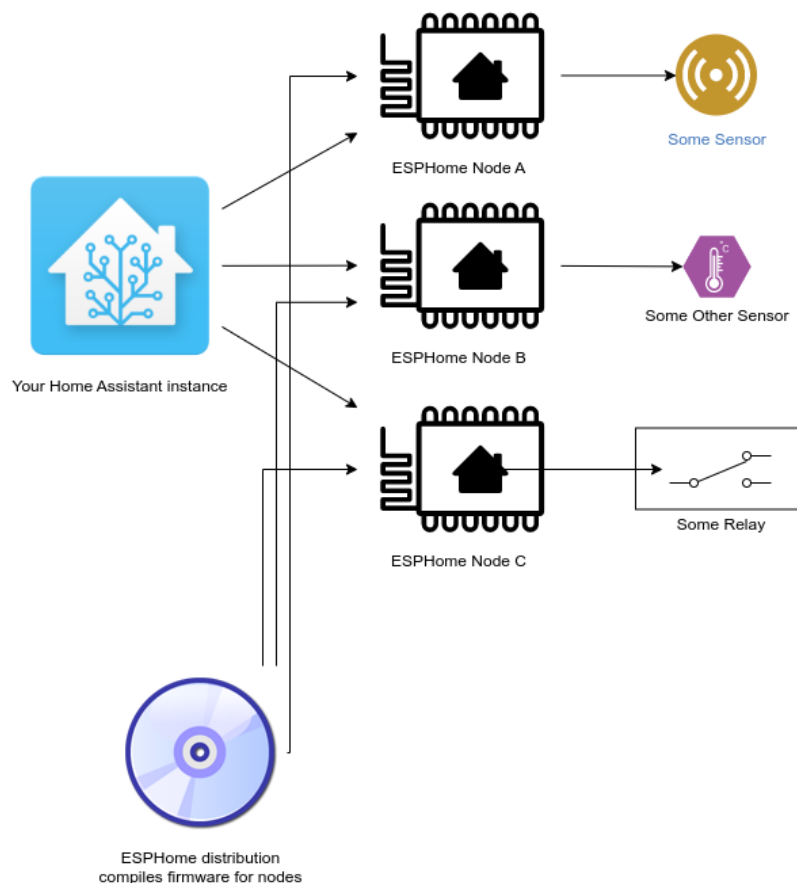 ESPHome Node A
Some Sensor
°C
Some Other Sensor
ESPHome Node B
Your Home Assistant instance
Some Relay
ESPHome Node C
ESPHome distribution
compiles firmware for nodes